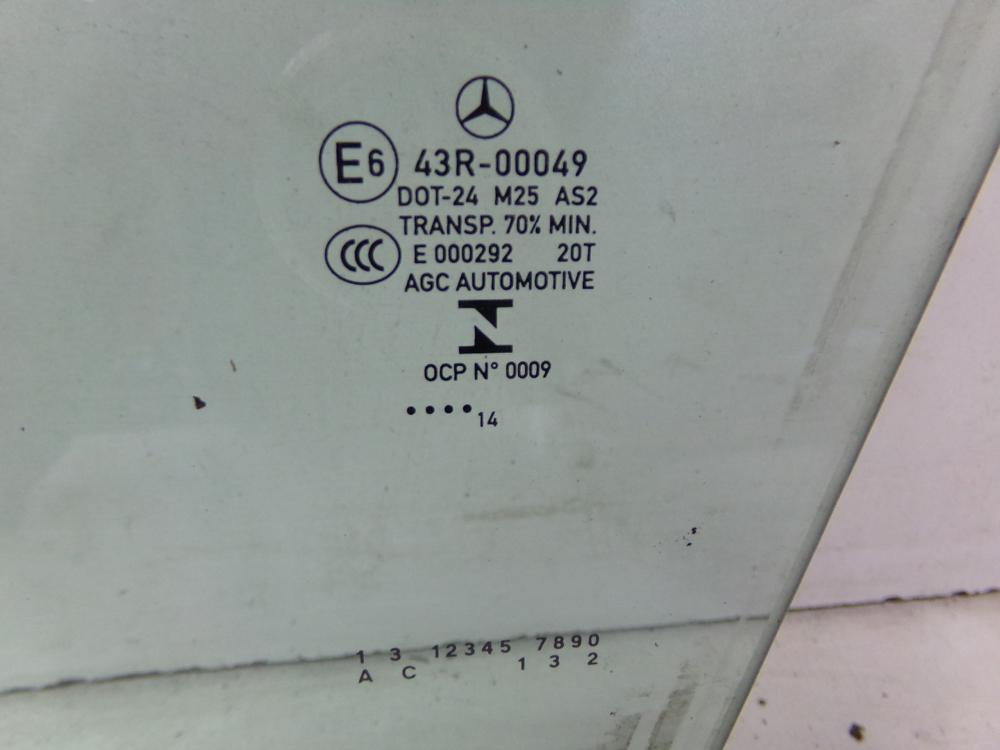 E6 43R-00049
DOT-24 M25 AS2
TRANSP. 70% MIN.
CCC E 000292 20T
AGC AUTOMOTIVE
OCP N° 0009
•••• 14
1 3 12345 7890
A C 1 3 2